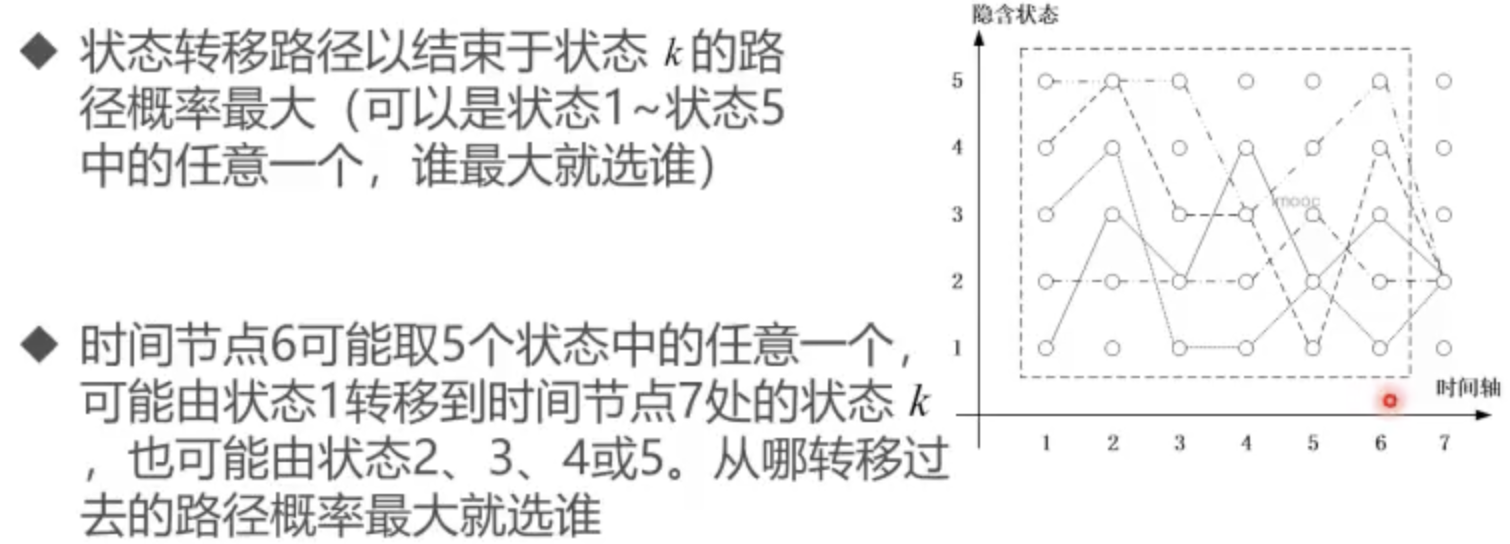 ◆ 状态转移路径以结束于状态 k 的路
径概率最大（可以是状态1~状态5
中的任意一个，谁最大就选谁）
◆ 时间节点6可能取5个状态中的任意一个，
可能由状态1转移到时间节点7处的状态 k
，也可能由状态2、3、4或5。从哪转移过
去的路径概率最大就选谁
隐含状态
5
4
3
mooc
2
1
时间轴
1 2 3 4 5 6 7